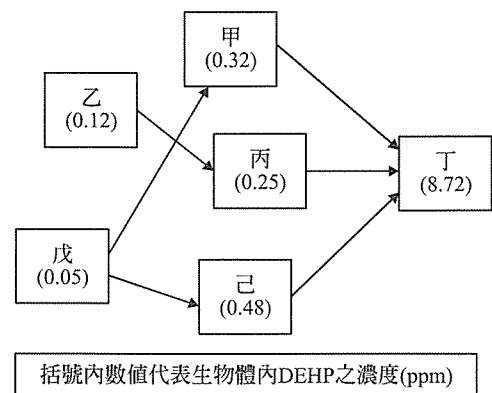 甲
(0.32)
乙
(0.12)
丙
(0.25)
丁
(8.72)
戊
(0.05)
己
(0.48)
括號內數值代表生物體內DEHP之濃度(ppm)